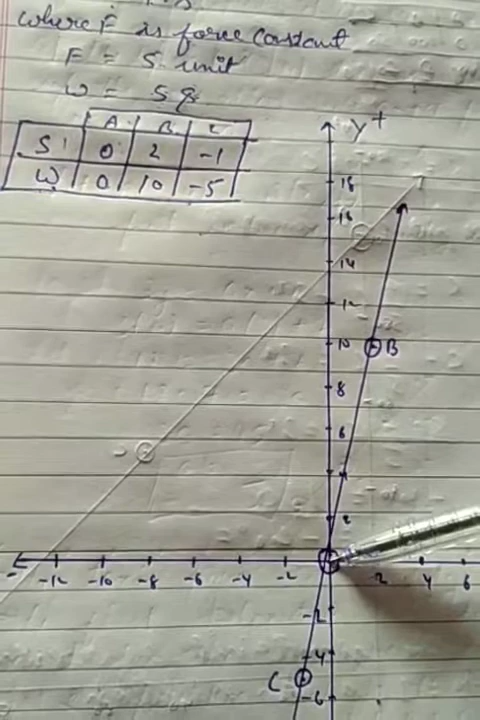 where F is force constant
F = 5 unit
W = 5 s
A B C
S 0 2 -1
W 0 10 -5
y+
18
16
14
12
10 B
8
6
2
-12 -10 -8 -6 -4 -2 2 4 6
-2
-4
C
-6